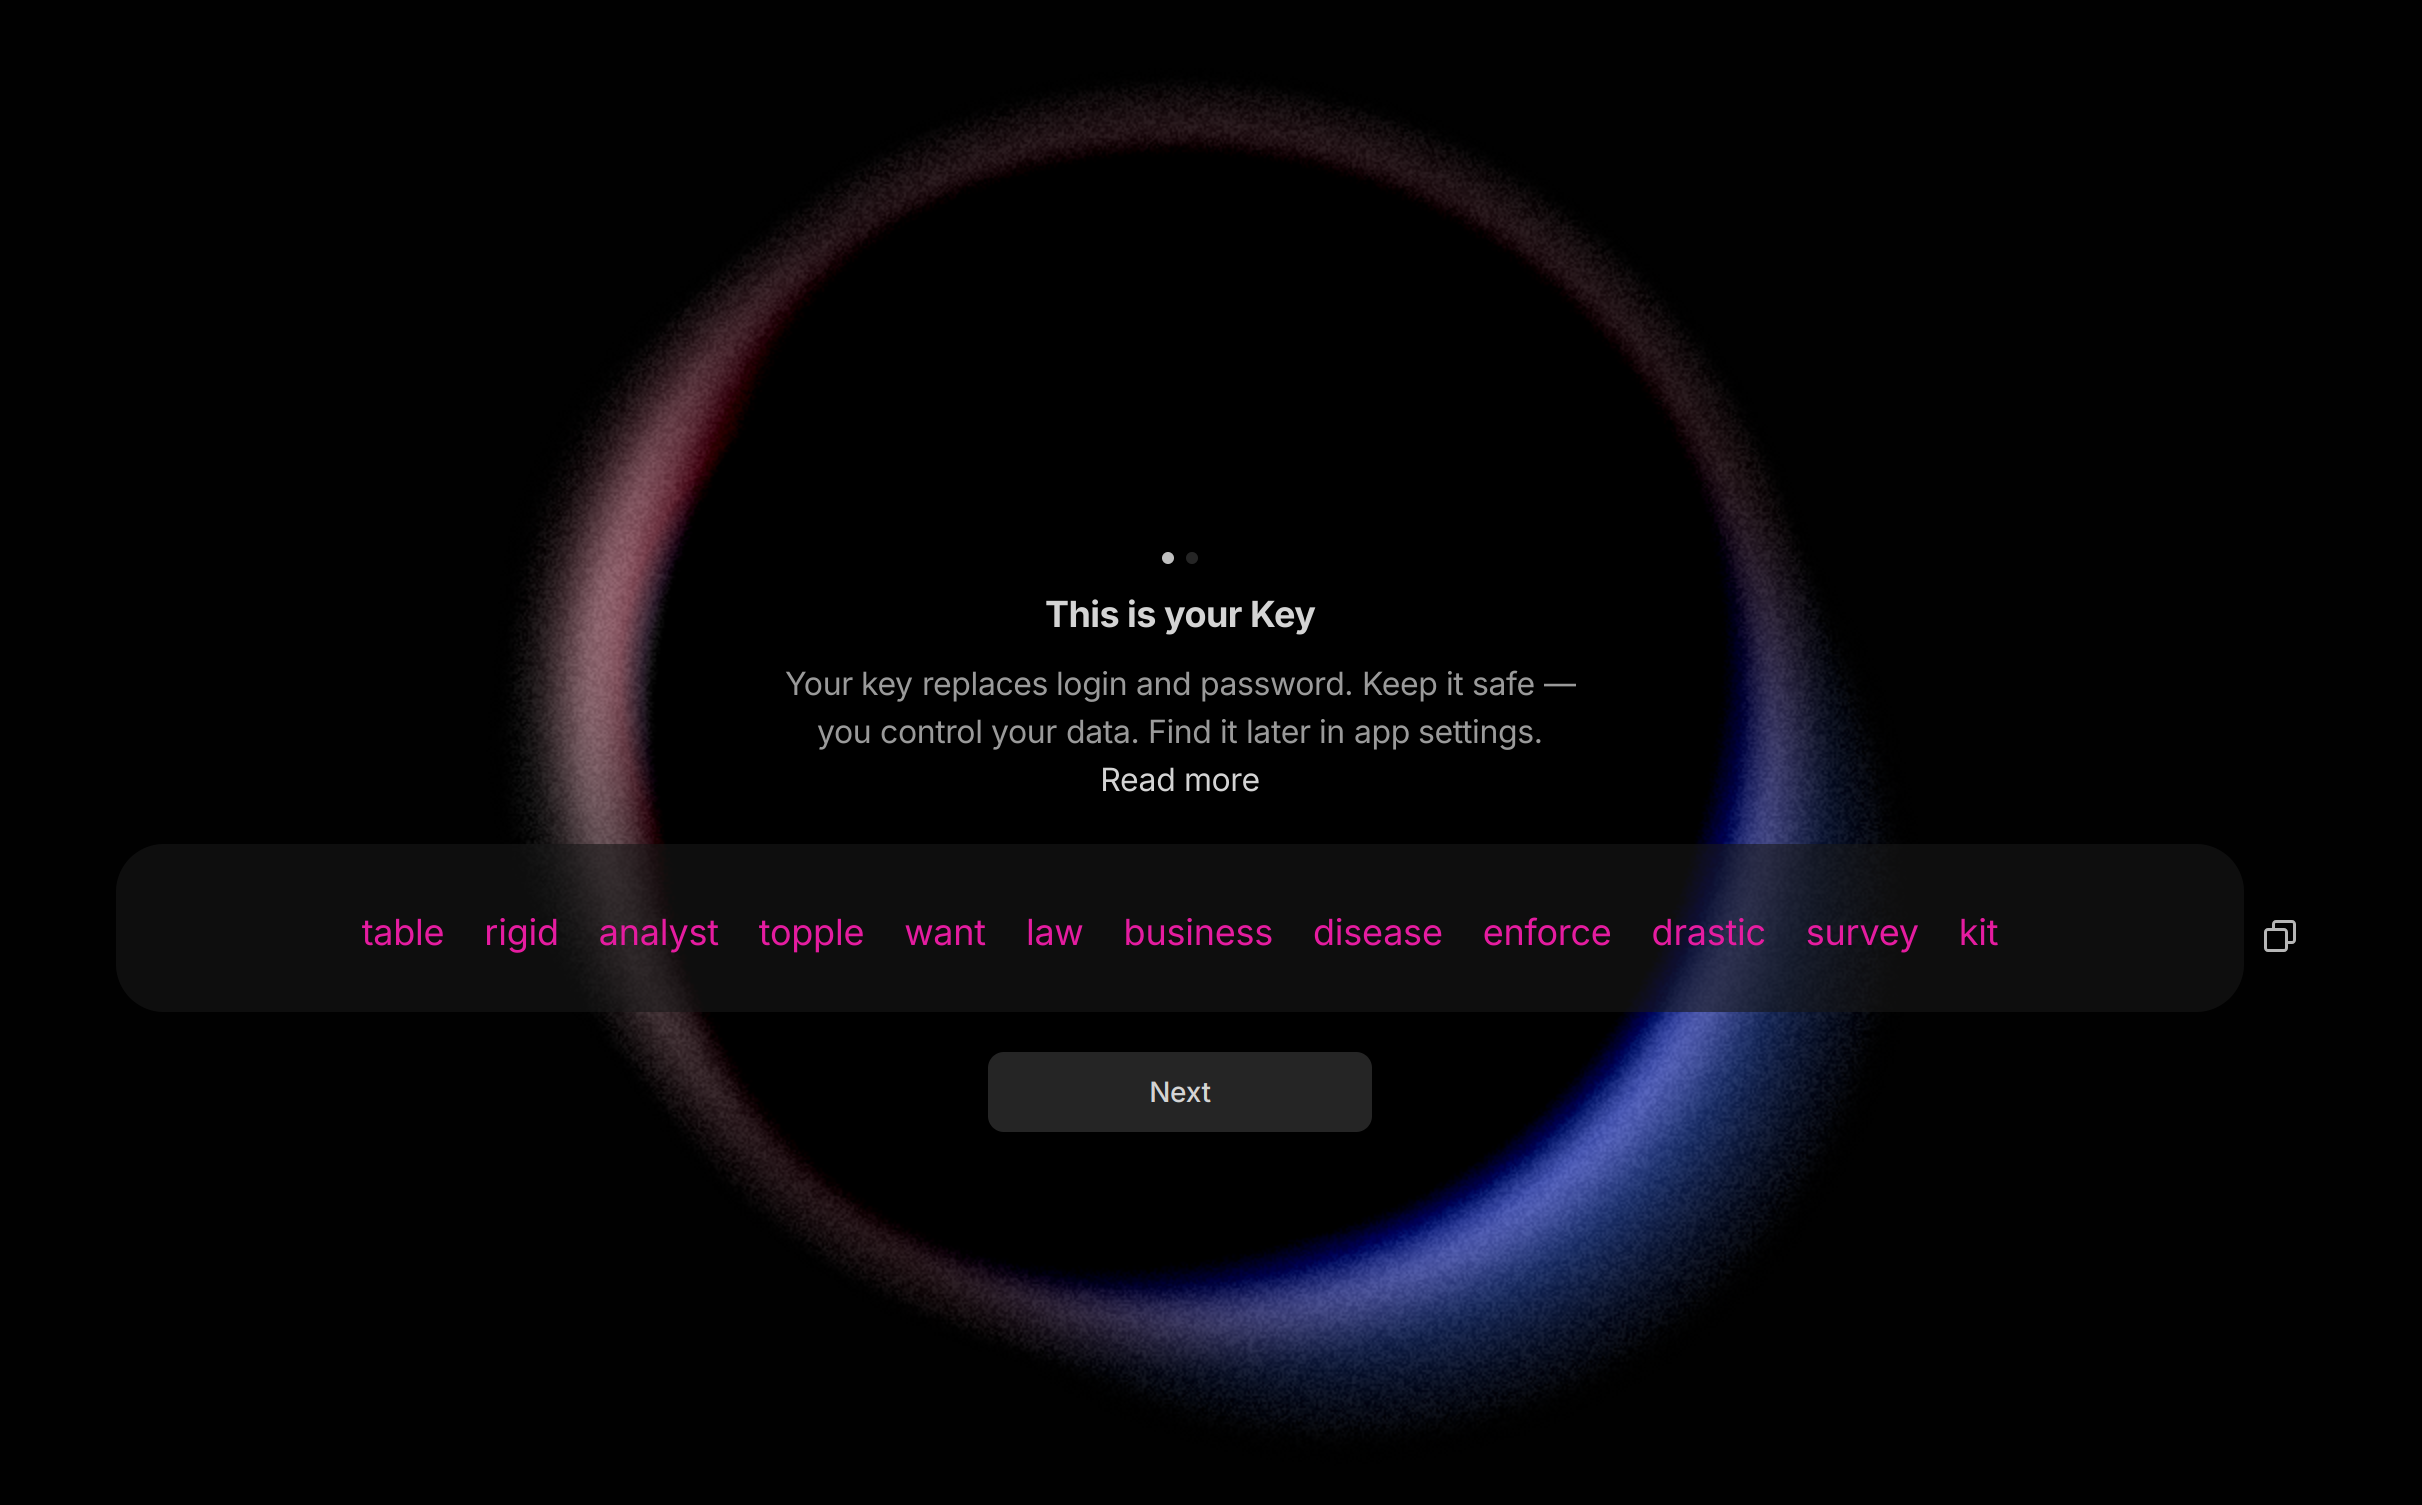 This is your Key
Your key replaces login and password. Keep it safe —
you control your data. Find it later in app settings.
Read more
table rigid analyst topple want law business disease enforce drastic survey kit
Next